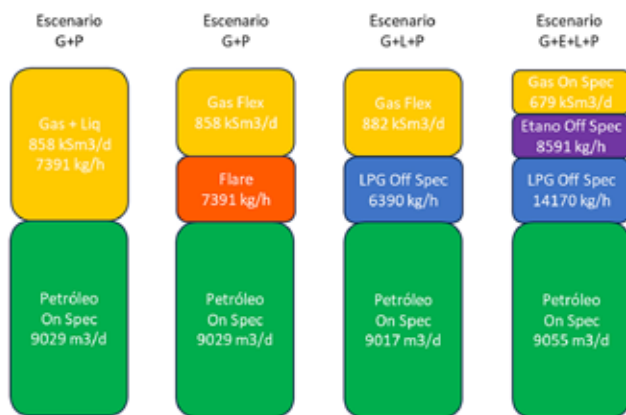 Escenario
G+P
Gas + Liq
858 kSm3/d
7391 kg/h
Petróleo
On Spec
9029 m3/d
Escenario
G+P
Gas Flex
858 kSm3/d
Flare
7391 kg/h
Petróleo
On Spec
9029 m3/d
Escenario
G+L+P
Gas Flex
882 kSm3/d
LPG Off Spec
6390 kg/h
Petróleo
On Spec
9017 m3/d
Escenario
G+E+L+P
Gas On Spec
679 kSm3/d
Etano Off Spec
8591 kg/h
LPG Off Spec
14170 kg/h
Petróleo
On Spec
9055 m3/d